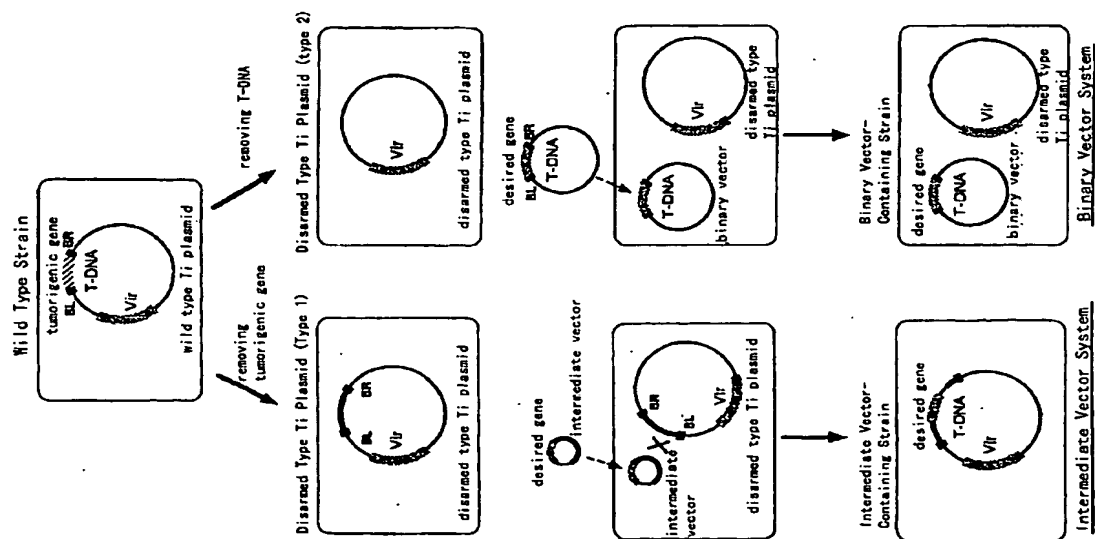 Wild Type Strain
tumorigenic gene
BL
BR
T-DNA
Vir
wild type Ti plasmid
removing
tumorigenic gene
removing T-DNA
Disarmed Type Ti Plasmid (Type 1)
BL
BR
Vir
disarmed type Ti plasmid
Disarmed Type Ti Plasmid (type 2)
Vir
disarmed type Ti plasmid
desired gene
intermediate vector
intermediate
vector
BR
BL
Vir
disarmed type Ti plasmid
desired gene
BL
BR
T-DNA
T-DNA
binary vector
Vir
disarmed type
Ti plasmid
Intermediate Vector-
Containing Strain
desired gene
T-DNA
Vir
Intermediate Vector System
Binary Vector-
Containing Strain
desired gene
T-DNA
binary vector
Vir
disarmed type
Ti plasmid
Binary Vector System